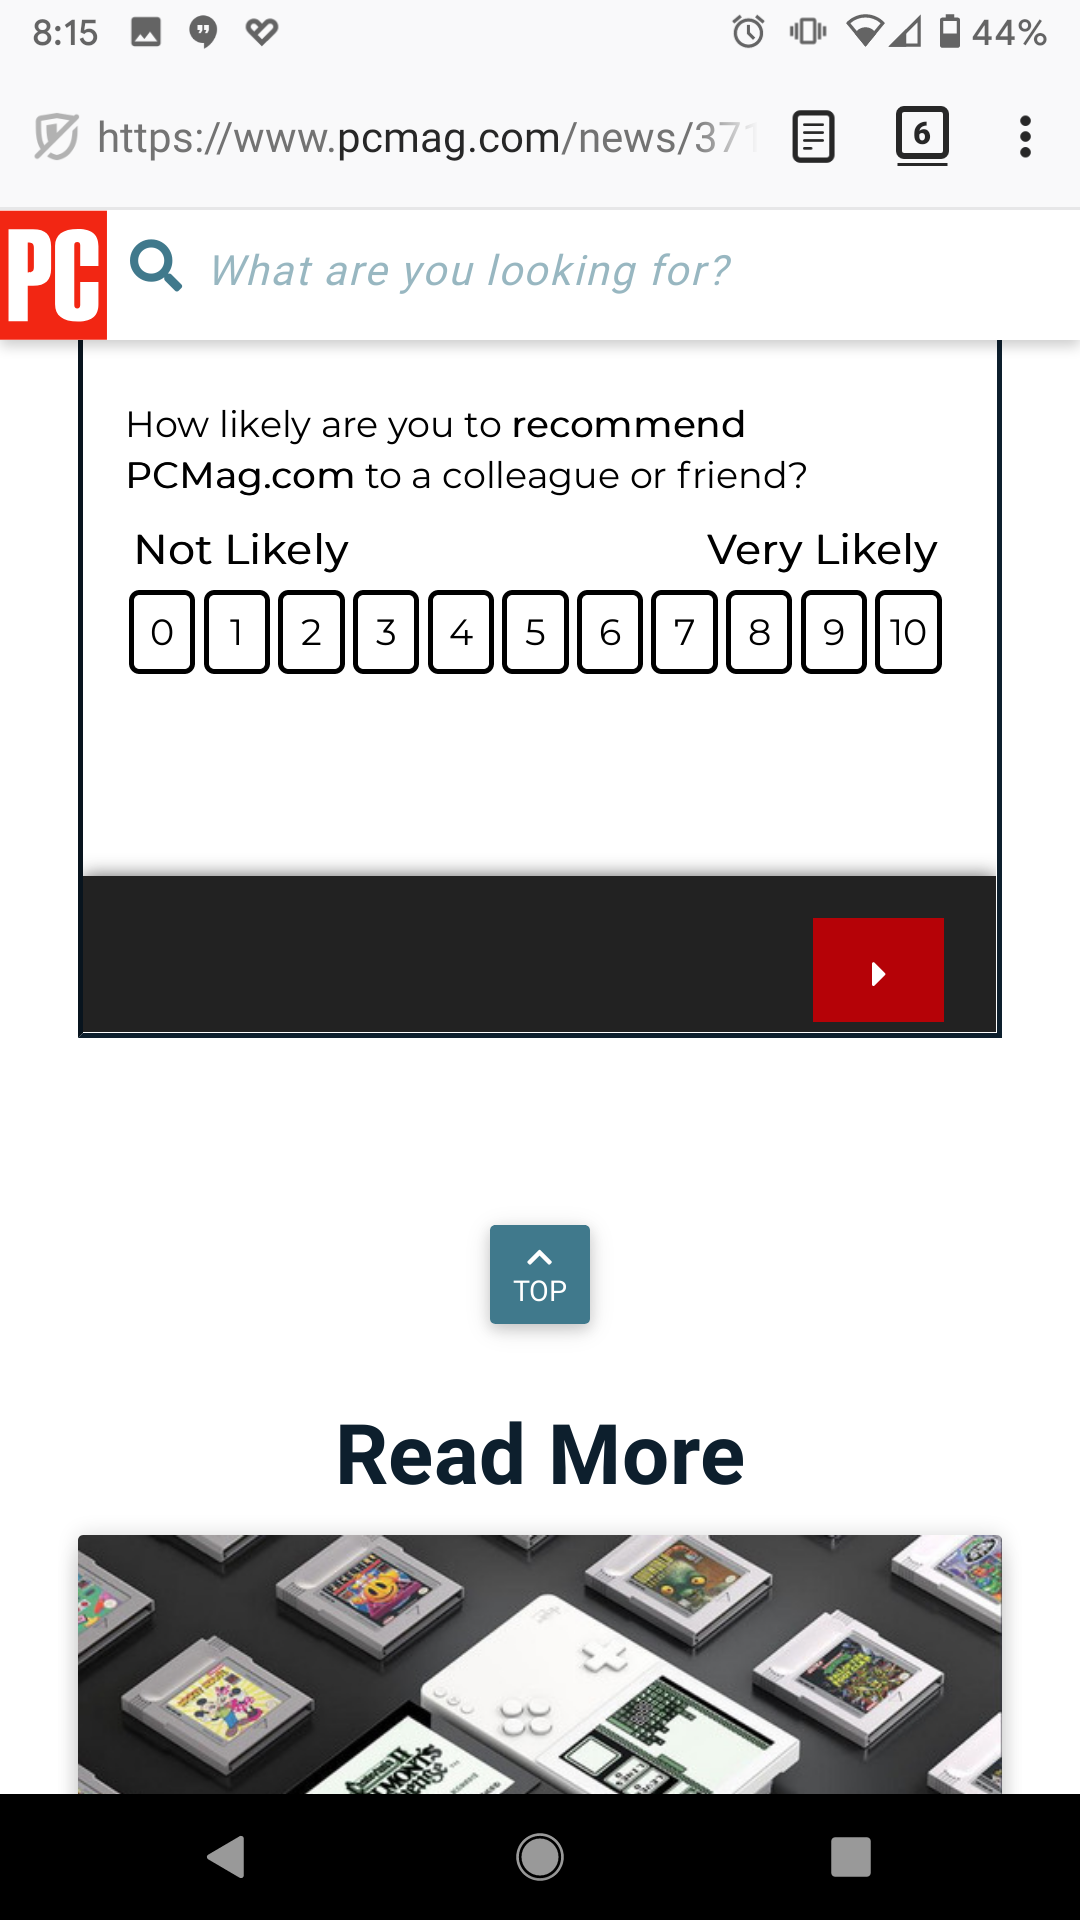 8:15
44%
https://www.pcmag.com/news/371
6
PC
What are you looking for?
How likely are you to recommend
PCMag.com to a colleague or friend?
Not Likely Very Likely
0 1 2 3 4 5 6 7 8 9 10
TOP
Read More